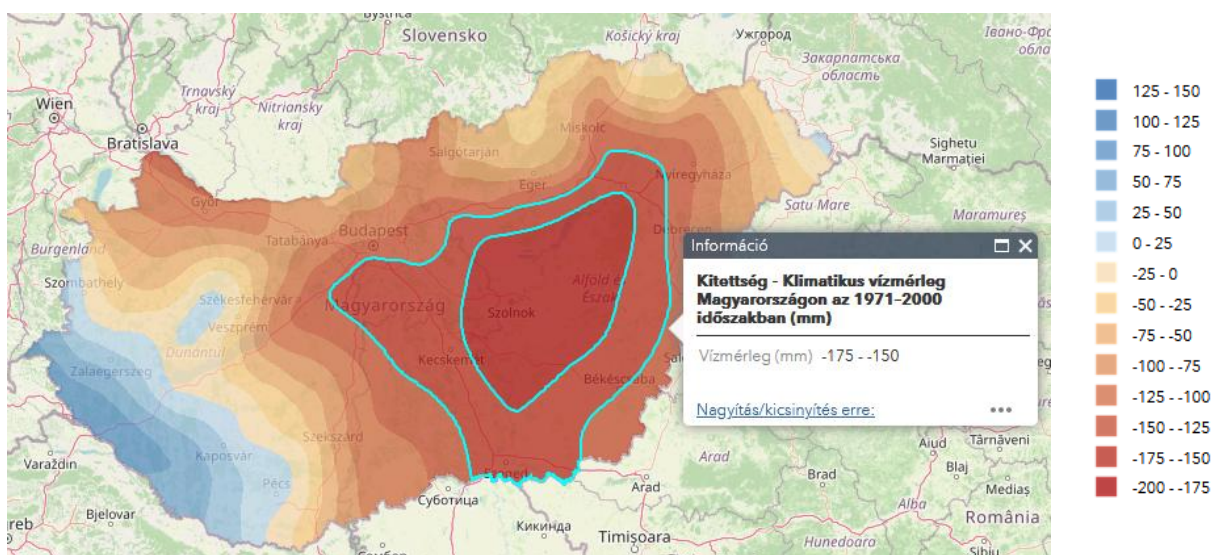 Bystrica
Slovensko
Košický kraj
Ужгород
Закарпатська
область
Wien
Trnavský
kraj
Nitriansky
kraj
Bratislava
Miskolc
Salgótarján
Sighetu
Marmației
Eger
Nyíregyháza
Győr
Satu Mare
Maramureș
Tatabánya
Budapest
Debrecen
Burgenland
Szombathely
Székesfehérvár
Magyarország
Alföld és
Észak
Szolnok
Veszprém
Dunántúl
Kecskemét
Zalaegerszeg
Békéscsaba
Szekszárd
Kaposvár
Pécs
Szeged
Varaždin
Bjelovar
Суботица
Arad
Arad
Кикинда
Timișoara
Brad
Aiud
Târnăveni
Blaj
Mediaș
Alba
România
Hunedoara
Sibiu
Információ
Kitettség - Klimatikus vízmérleg
Magyarországon az 1971–2000
időszakban (mm)
Vízmérleg (mm) -175 - -150
Nagyítás/kicsinyítés erre:
125 - 150
100 - 125
75 - 100
50 - 75
25 - 50
0 - 25
-25 - 0
-50 - -25
-75 - -50
-100 - -75
-125 - -100
-150 - -125
-175 - -150
-200 - -175